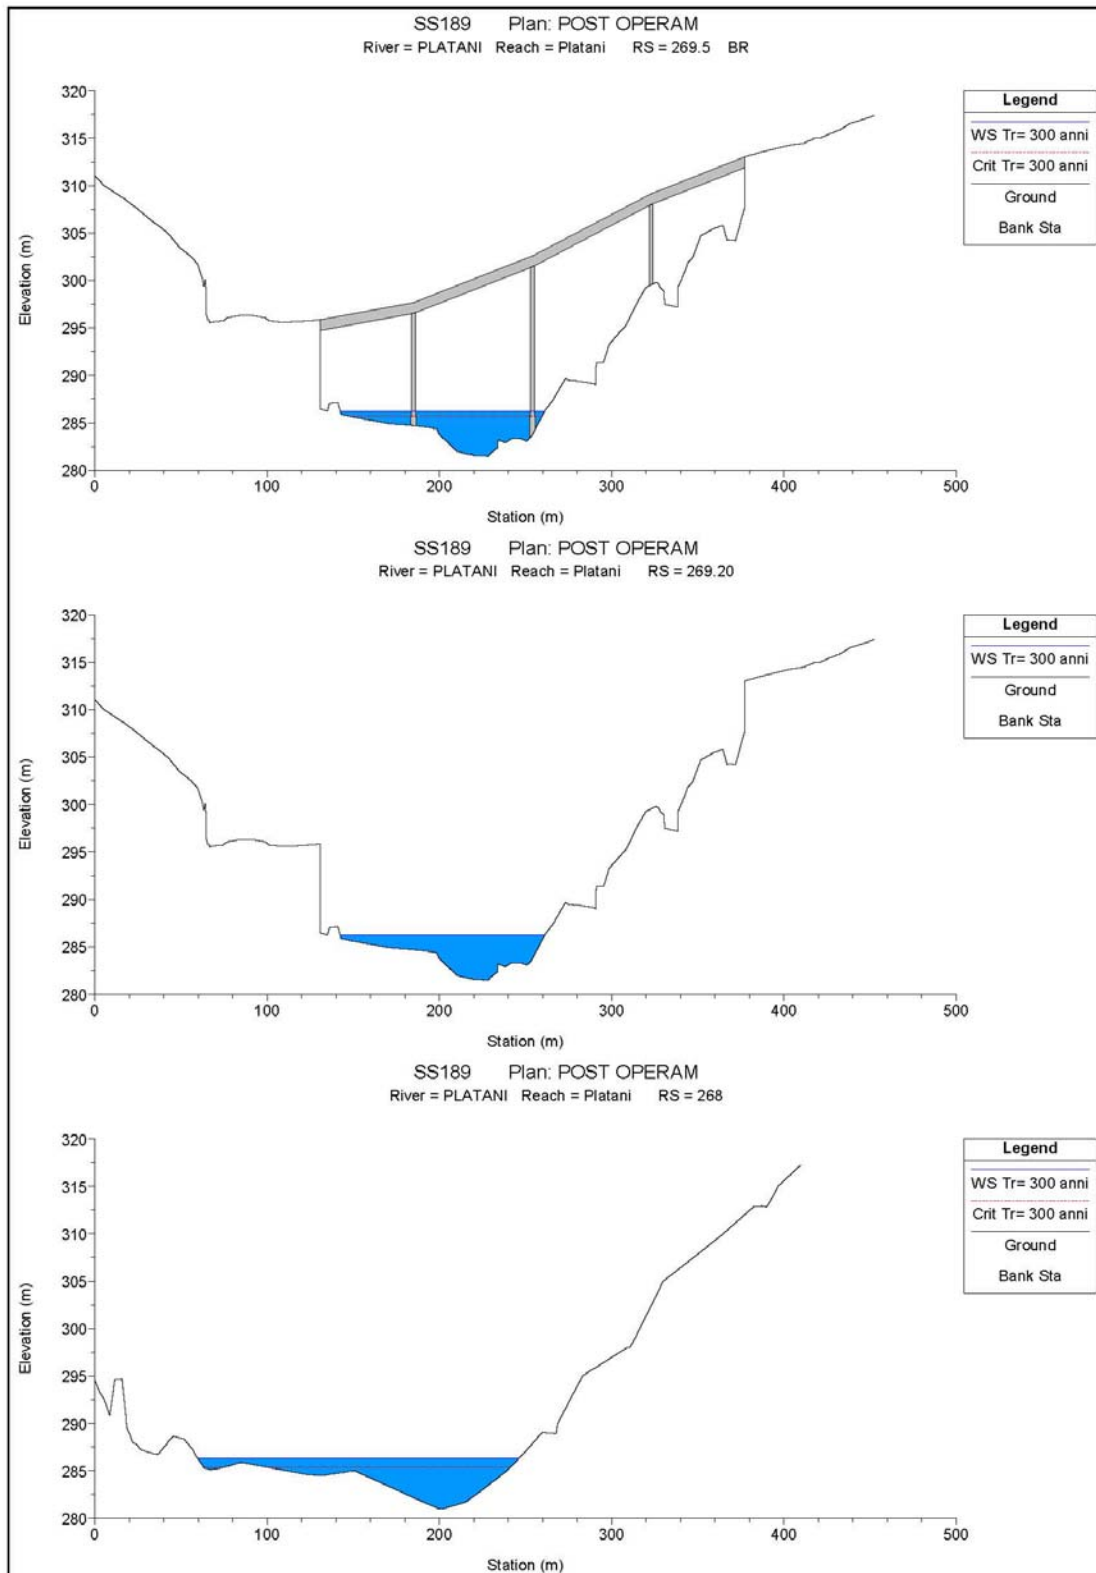 SS189 Plan: POST OPERAM
River = PLATANI Reach = Platani RS = 269.5 BR
320
315
310
305
300
295
290
285
280
Elevation (m)
0 100 200 300 400 500
Station (m)
Legend
WS Tr= 300 anni
Crit Tr= 300 anni
Ground
Bank Sta
SS189 Plan: POST OPERAM
River = PLATANI Reach = Platani RS = 269.20
320
315
310
305
300
295
290
285
280
Elevation (m)
0 100 200 300 400 500
Station (m)
Legend
WS Tr= 300 anni
Ground
Bank Sta
SS189 Plan: POST OPERAM
River = PLATANI Reach = Platani RS = 268
320
315
310
305
300
295
290
285
280
Elevation (m)
0 100 200 300 400 500
Station (m)
Legend
WS Tr= 300 anni
Crit Tr= 300 anni
Ground
Bank Sta